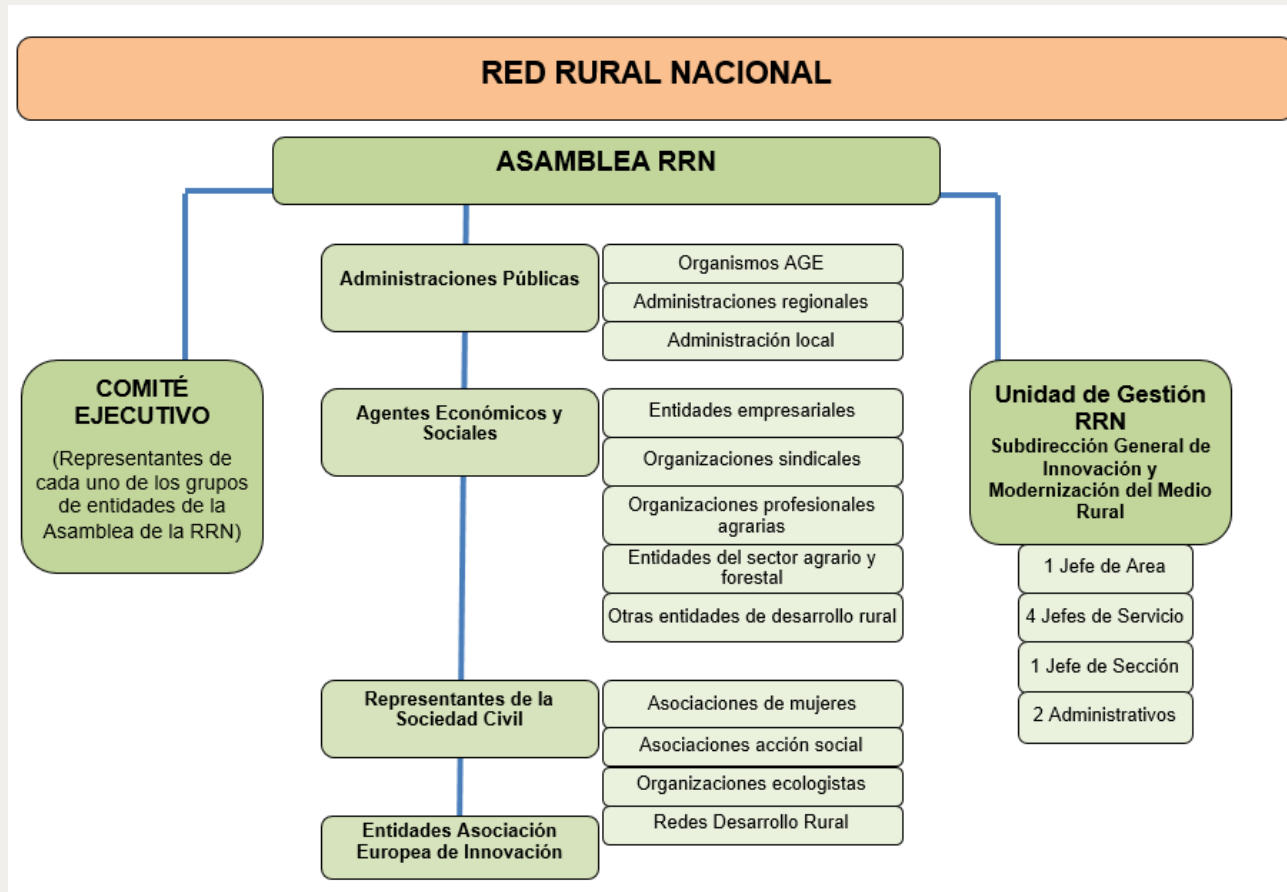 RED RURAL NACIONAL
ASAMBLEA RRN
COMITÉ
EJECUTIVO
(Representantes de
cada uno de los grupos
de entidades de la
Asamblea de la RRN)
Administraciones Públicas
Organismos AGE
Administraciones regionales
Administración local
Agentes Económicos y
Sociales
Entidades empresariales
Organizaciones sindicales
Organizaciones profesionales
agrarias
Entidades del sector agrario y
forestal
Otras entidades de desarrollo rural
Representantes de la
Sociedad Civil
Asociaciones de mujeres
Asociaciones acción social
Organizaciones ecologistas
Redes Desarrollo Rural
Entidades Asociación
Europea de Innovación
Unidad de Gestión
RRN
Subdirección General de
Innovación y
Modernización del Medio
Rural
1 Jefe de Area
4 Jefes de Servicio
1 Jefe de Sección
2 Administrativos